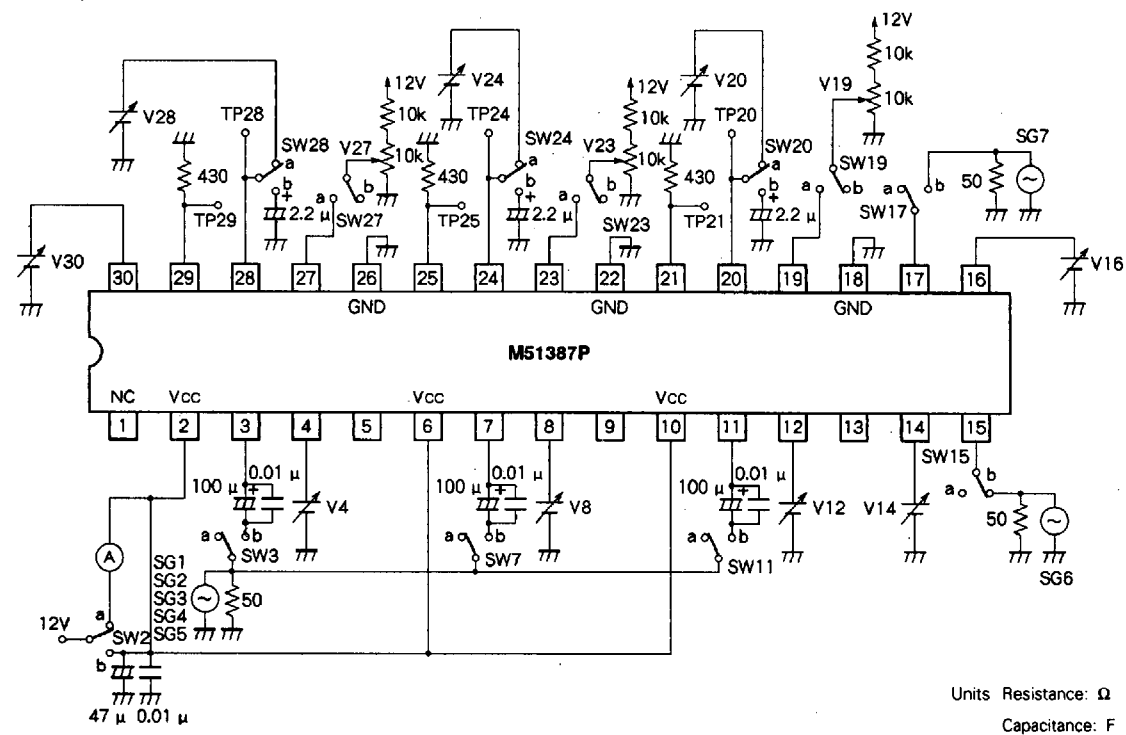 12V
V24
V20
V19
10k
10k
V28
TP28
12V
10k
TP24
12V
10k
TP20
SG7
SW28
a
b
+
2.2 μ
V27
10k
a
b
SW27
430
TP29
430
TP25
SW24
a
b
+
2.2 μ
V23
10k
a
b
SW23
430
TP21
SW20
a
b
+
2.2 μ
SW19
a
b
a
b
SW17
50
V30
V16
30 29 28 27 26 25 24 23 22 21 20 19 18 17 16
GND GND GND
M51387P
NC Vcc Vcc Vcc
1 2 3 4 5 6 7 8 9 10 11 12 13 14 15
0.01 μ
100 μ
+
V4
0.01 μ
100 μ
+
V8
0.01 μ
100 μ
+
V12
V14
SW15
b
a
50
SG6
a
b
SW3
a
b
SW7
a
b
SW11
A
SG1
SG2
SG3
SG4
SG5
50
12V
a
SW2
b
47 μ 0.01 μ
Units Resistance: Ω
Capacitance: F